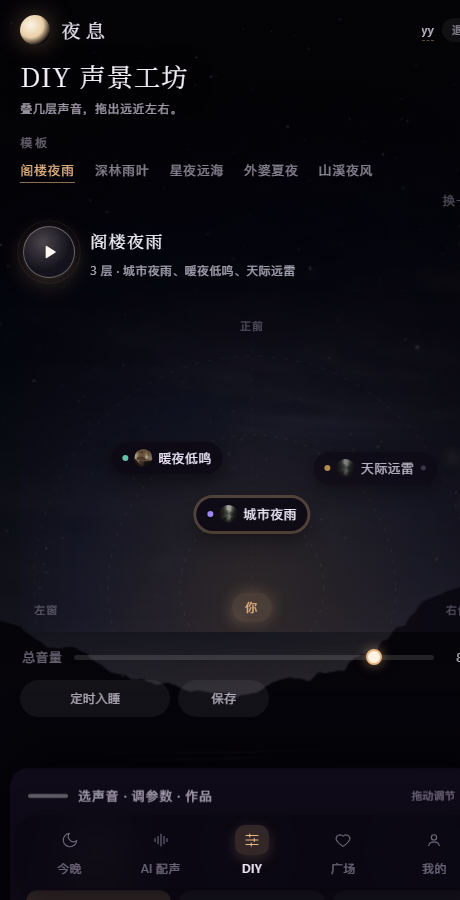 夜息
yy
DIY 声景工坊
叠几层声音，拖出远近左右。
模板
阁楼夜雨 深林雨叶 星夜远海 外婆夏夜 山溪夜风
换一
阁楼夜雨
3 层 · 城市夜雨、暖夜低鸣、天际远雷
正前
暖夜低鸣
天际远雷
城市夜雨
你
左窗
总音量
定时入睡 保存
选声音 · 调参数 · 作品 拖动调节
今晚 AI 配声 DIY 广场 我的